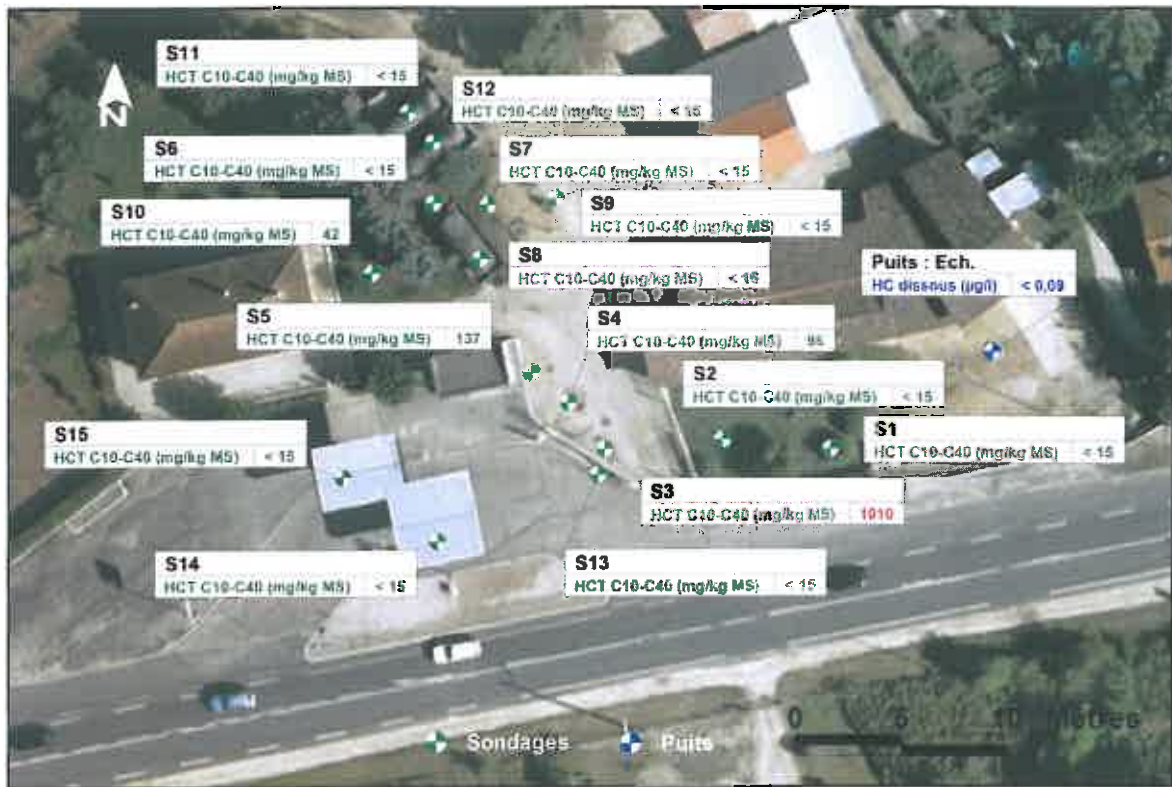 S11
HCT C10-C40 (mg/kg MS) < 15
S12
HCT C10-C40 (mg/kg MS) < 15
S6
HCT C10-C40 (mg/kg MS) < 15
S7
HCT C10-C40 (mg/kg MS) < 15
S10
HCT C10-C40 (mg/kg MS) 42
S9
HCT C10-C40 (mg/kg MS) < 15
S8
HCT C10-C40 (mg/kg MS) < 15
Puits : Ech.
HC dissous (µg/l) < 0,09
S5
HCT C10-C40 (mg/kg MS) 137
S4
HCT C10-C40 (mg/kg MS)
S2
HCT C10-C40 (mg/kg MS) < 15
S15
HCT C10-C40 (mg/kg MS) < 15
S1
HCT C10-C40 (mg/kg MS) < 15
S3
HCT C10-C40 (mg/kg MS) 1010
S14
HCT C10-C40 (mg/kg MS) < 15
S13
HCT C10-C40 (mg/kg MS) < 15
N
0 5 10 Mètres
Sondages Puits